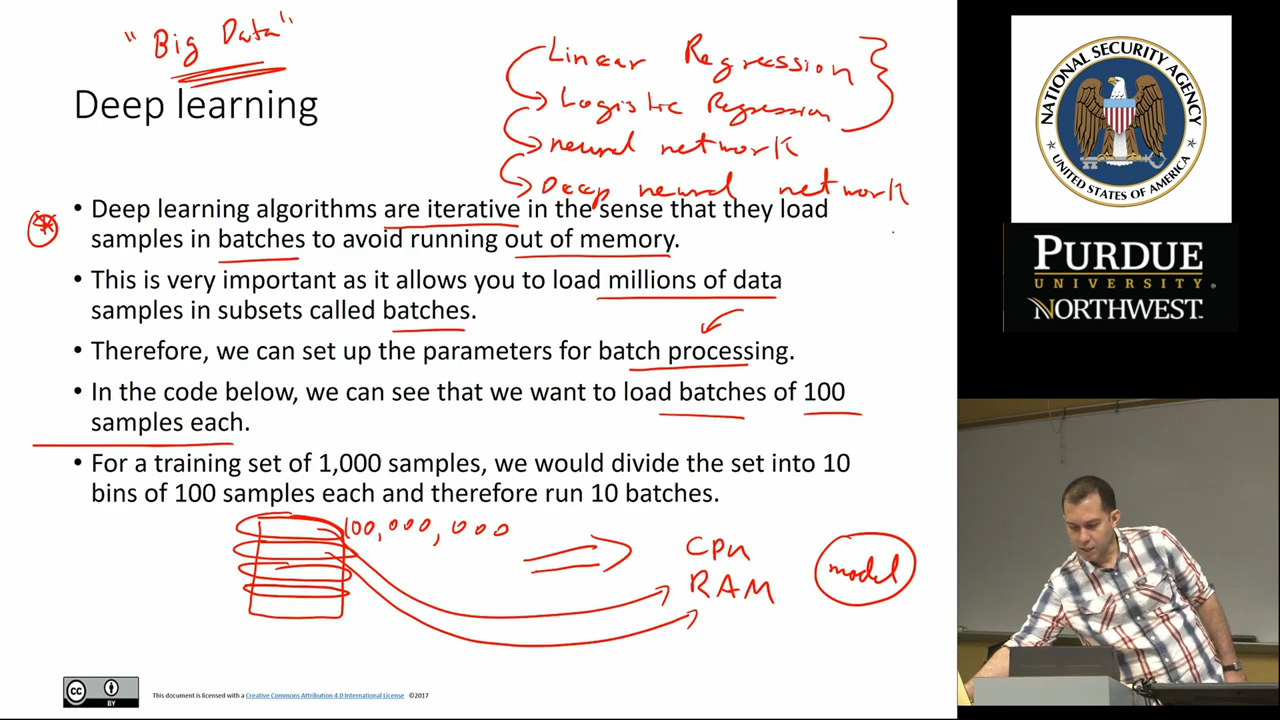 "Big Data"
Linear Regression
Logistic Regression
neural network
Deep neural network
Deep learning
• Deep learning algorithms are iterative in the sense that they load
samples in batches to avoid running out of memory.
• This is very important as it allows you to load millions of data
samples in subsets called batches.
• Therefore, we can set up the parameters for batch processing.
• In the code below, we can see that we want to load batches of 100
samples each.
• For a training set of 1,000 samples, we would divide the set into 10
bins of 100 samples each and therefore run 10 batches.
100,000,000
CPU
RAM
model
cc
BY
This document is licensed with a Creative Commons Attribution 4.0 International License ©2017
NATIONAL SECURITY AGENCY
UNITED STATES OF AMERICA
PURDUE
UNIVERSITY
NORTHWEST